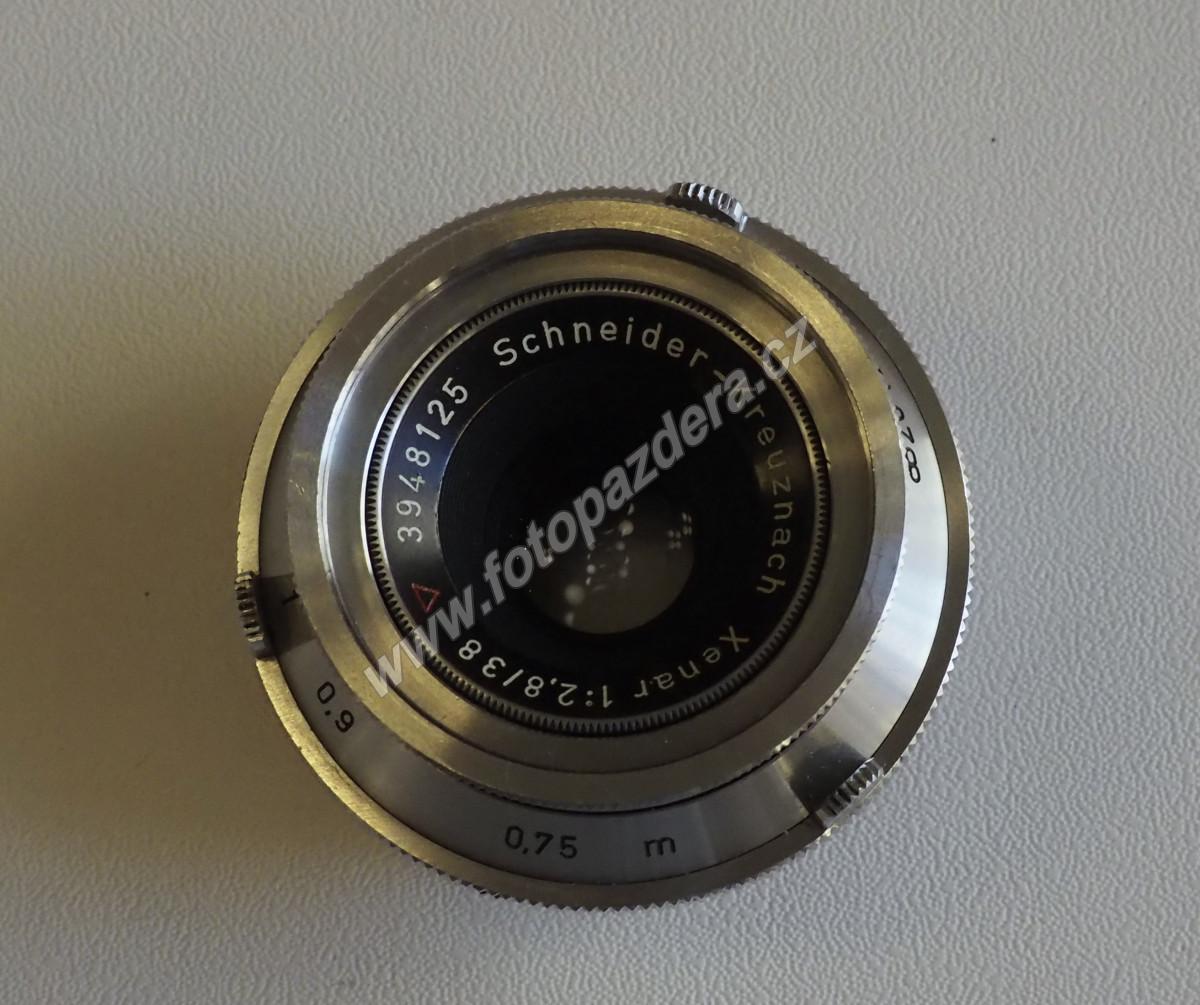 Schneider-Kreuznach
Xenar 1:2,8/38
3948125
1
0,9
0,75 m
www.fotopazdera.cz